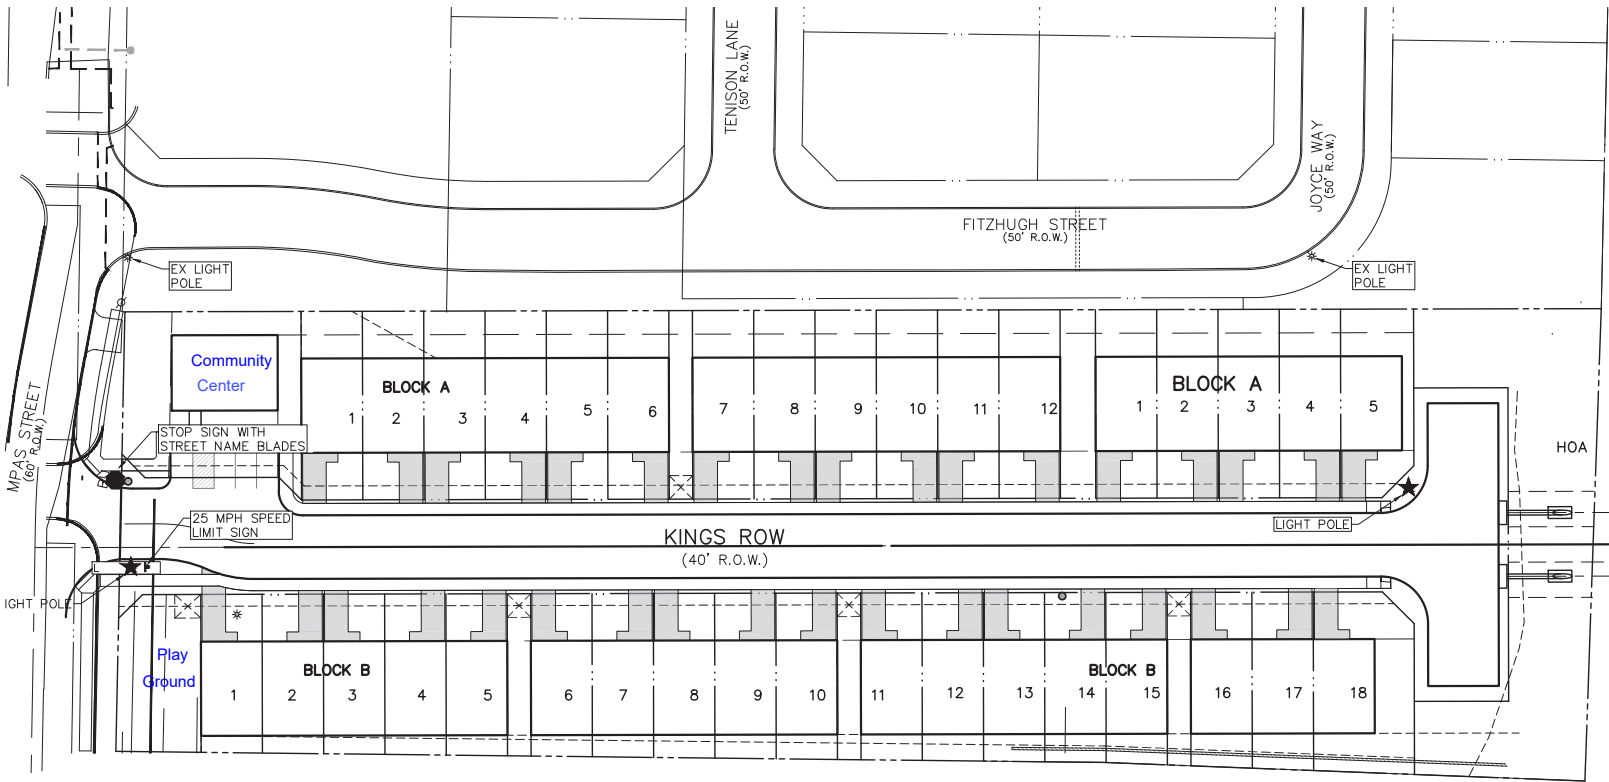 TENISON LANE
(50' R.O.W.)
JOYCE WAY
(50' R.O.W.)
FITZHUGH STREET
(50' R.O.W.)
EX LIGHT
POLE
EX LIGHT
POLE
Community
Center
BLOCK A
1 2 3 4 5 6
7 8 9 10 11 12
BLOCK A
1 2 3 4 5
HOA
MPAS STREET
(60' R.O.W.)
STOP SIGN WITH
STREET NAME BLADES
25 MPH SPEED
LIMIT SIGN
KINGS ROW
(40' R.O.W.)
LIGHT POLE
IGHT POLE
Play
Ground
BLOCK B
1 2 3 4 5
6 7 8 9 10
BLOCK B
11 12 13 14 15
16 17 18